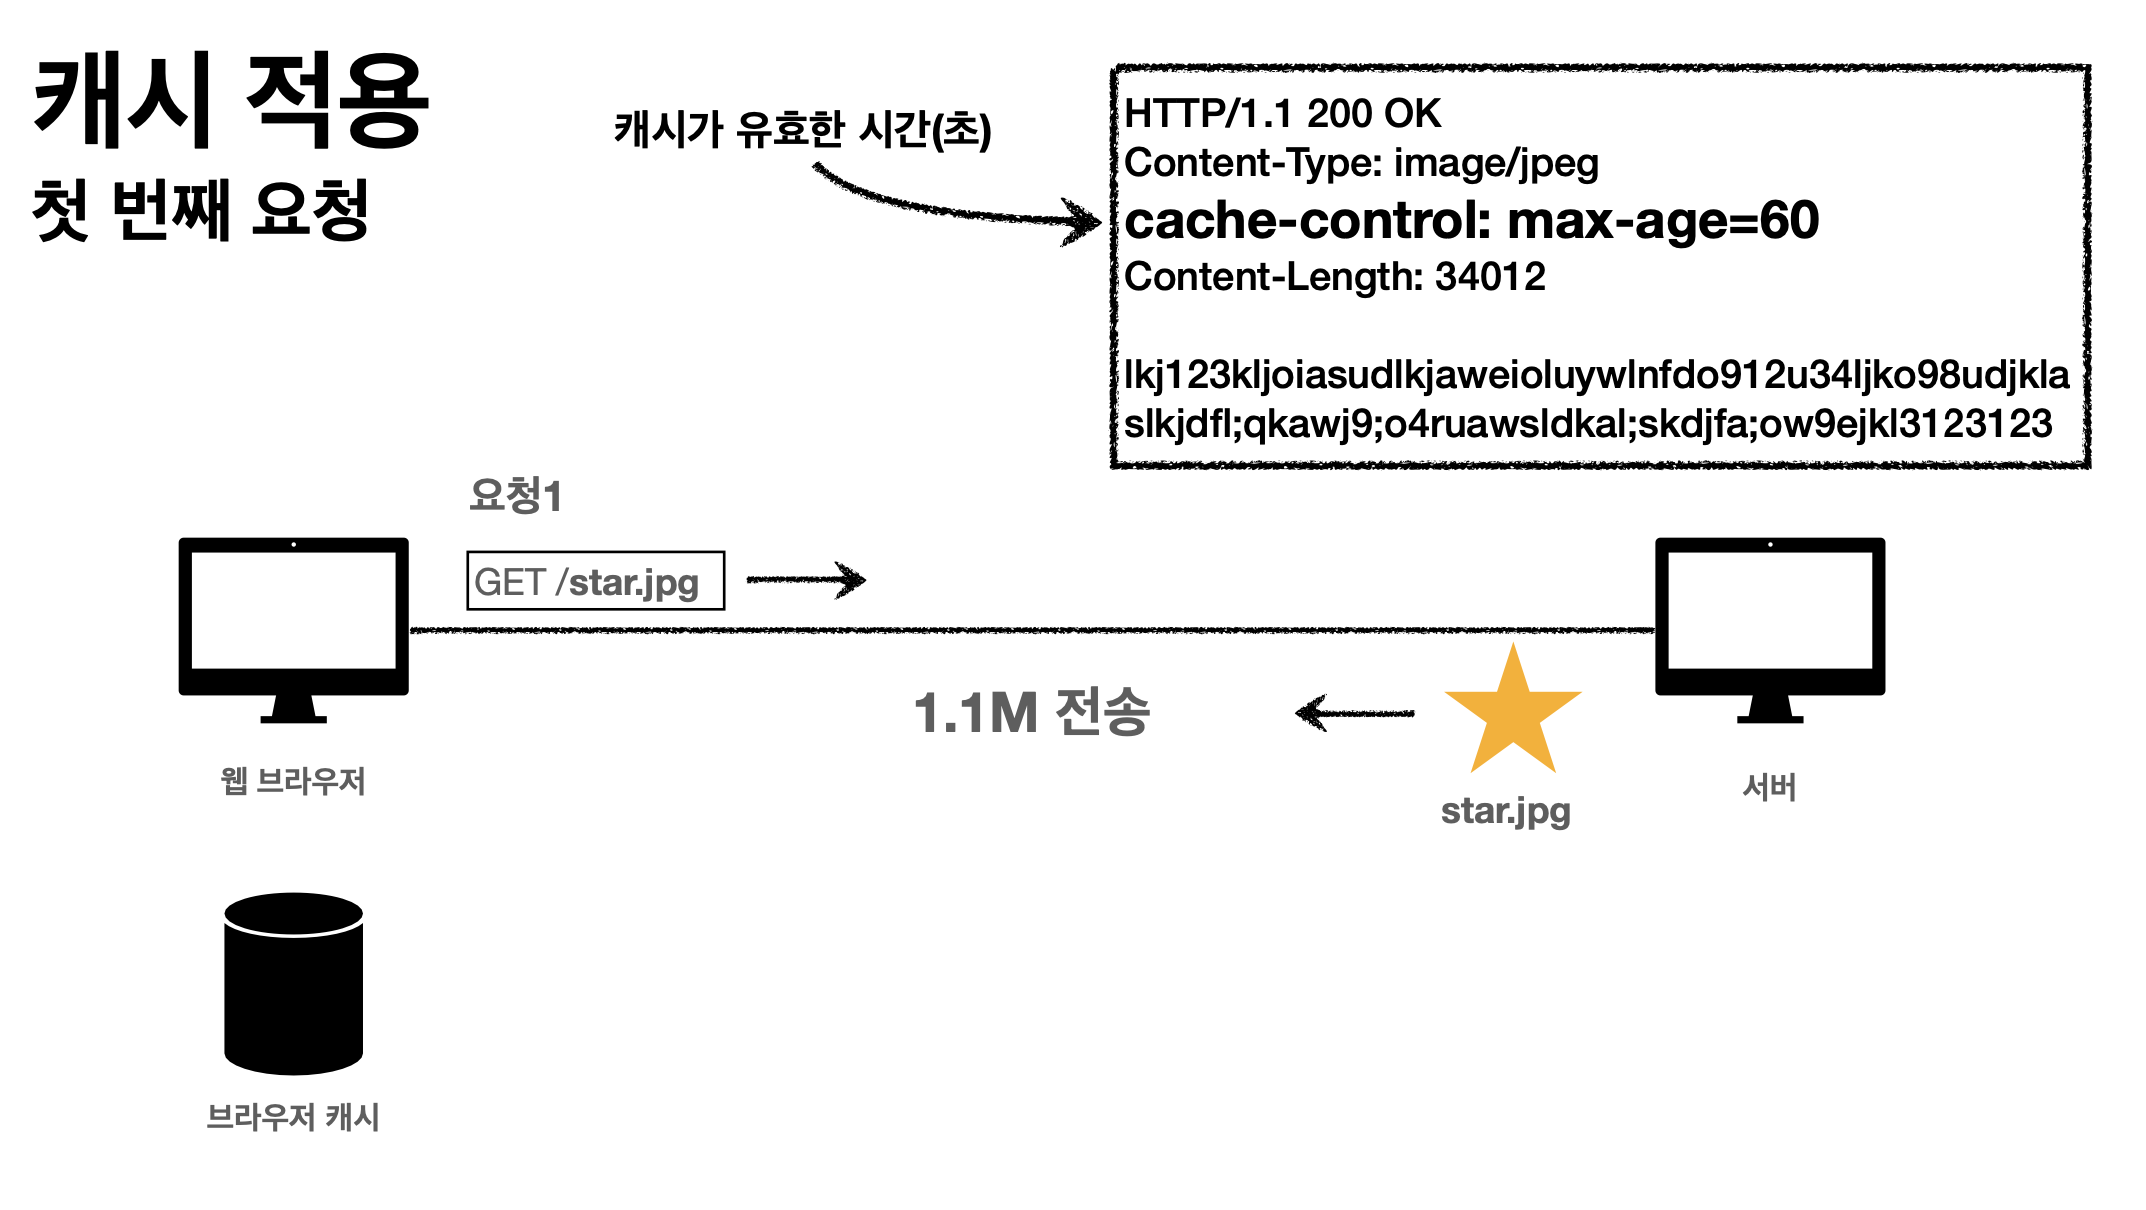 캐시 적용
첫 번째 요청
캐시가 유효한 시간(초)
HTTP/1.1 200 OK
Content-Type: image/jpeg
cache-control: max-age=60
Content-Length: 34012
lkj123kljoiasudlkjaweioluywlnfdo912u34ljko98udjkla
slkjdfl;qkawj9;o4ruawsldkal;skdjfa;ow9ejkl3123123
요청1
GET /star.jpg
1.1M 전송
웹 브라우저
서버
star.jpg
브라우저 캐시